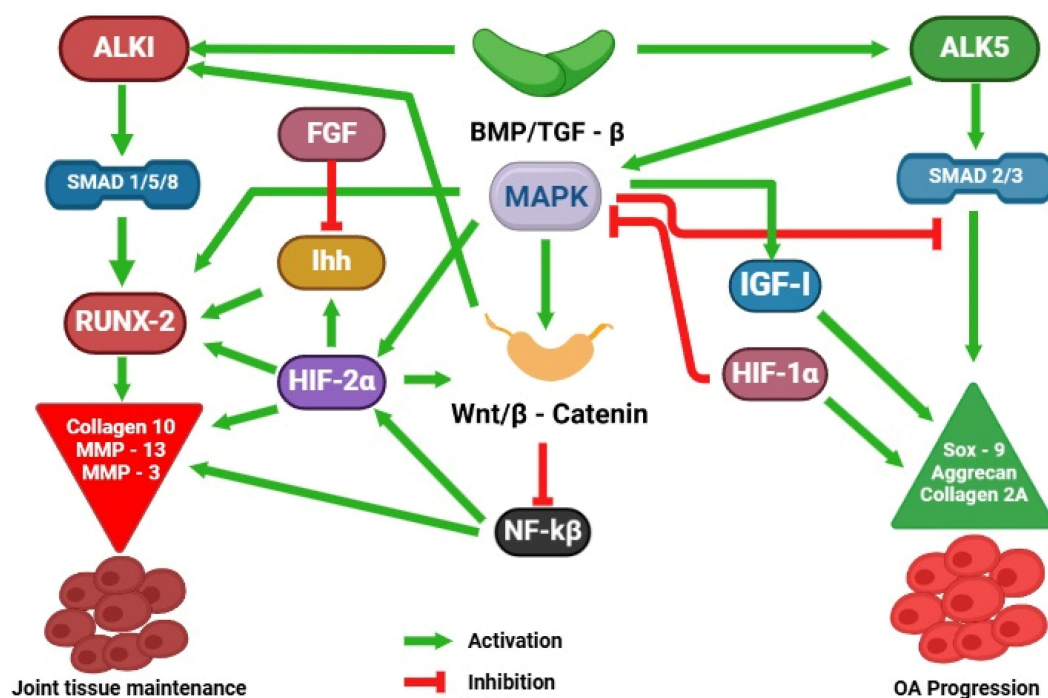 ALKI
ALK5
FGF
BMP/TGF - β
SMAD 1/5/8
MAPK
SMAD 2/3
Ihh
IGF-I
RUNX-2
HIF-2α
HIF-1α
Wnt/β - Catenin
Collagen 10
MMP - 13
MMP - 3
Sox - 9
Aggrecan
Collagen 2A
NF-kβ
Activation
Inhibition
Joint tissue maintenance
OA Progression